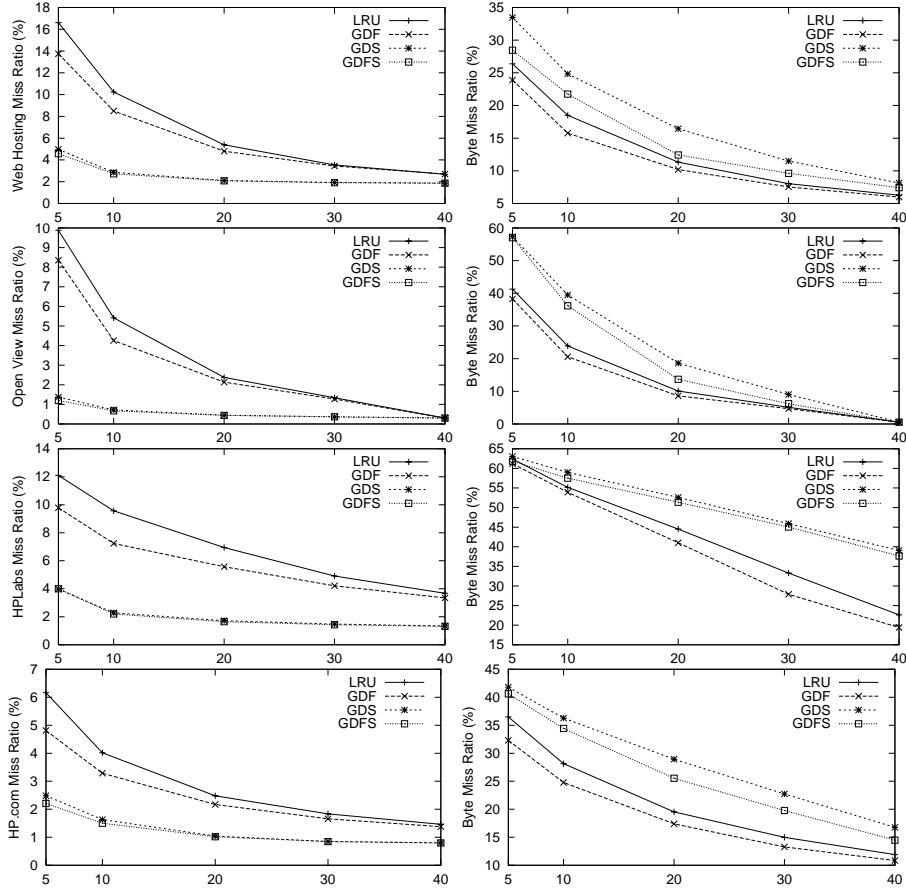 Web Hosting Miss Ratio (%)
18
16
14
12
10
8
6
4
2
0
5 10 20 30 40
LRU
GDF
GDS
GDFS
Byte Miss Ratio (%)
35
30
25
20
15
10
5
5 10 20 30 40
LRU
GDF
GDS
GDFS
Open View Miss Ratio (%)
10
9
8
7
6
5
4
3
2
1
0
5 10 20 30 40
LRU
GDF
GDS
GDFS
Byte Miss Ratio (%)
60
50
40
30
20
10
0
5 10 20 30 40
LRU
GDF
GDS
GDFS
HPLabs Miss Ratio (%)
14
12
10
8
6
4
2
0
5 10 20 30 40
LRU
GDF
GDS
GDFS
Byte Miss Ratio (%)
65
60
55
50
45
40
35
30
25
20
15
5 10 20 30 40
LRU
GDF
GDS
GDFS
HP.com Miss Ratio (%)
7
6
5
4
3
2
1
0
5 10 20 30 40
LRU
GDF
GDS
GDFS
Byte Miss Ratio (%)
45
40
35
30
25
20
15
10
5 10 20 30 40
LRU
GDF
GDS
GDFS